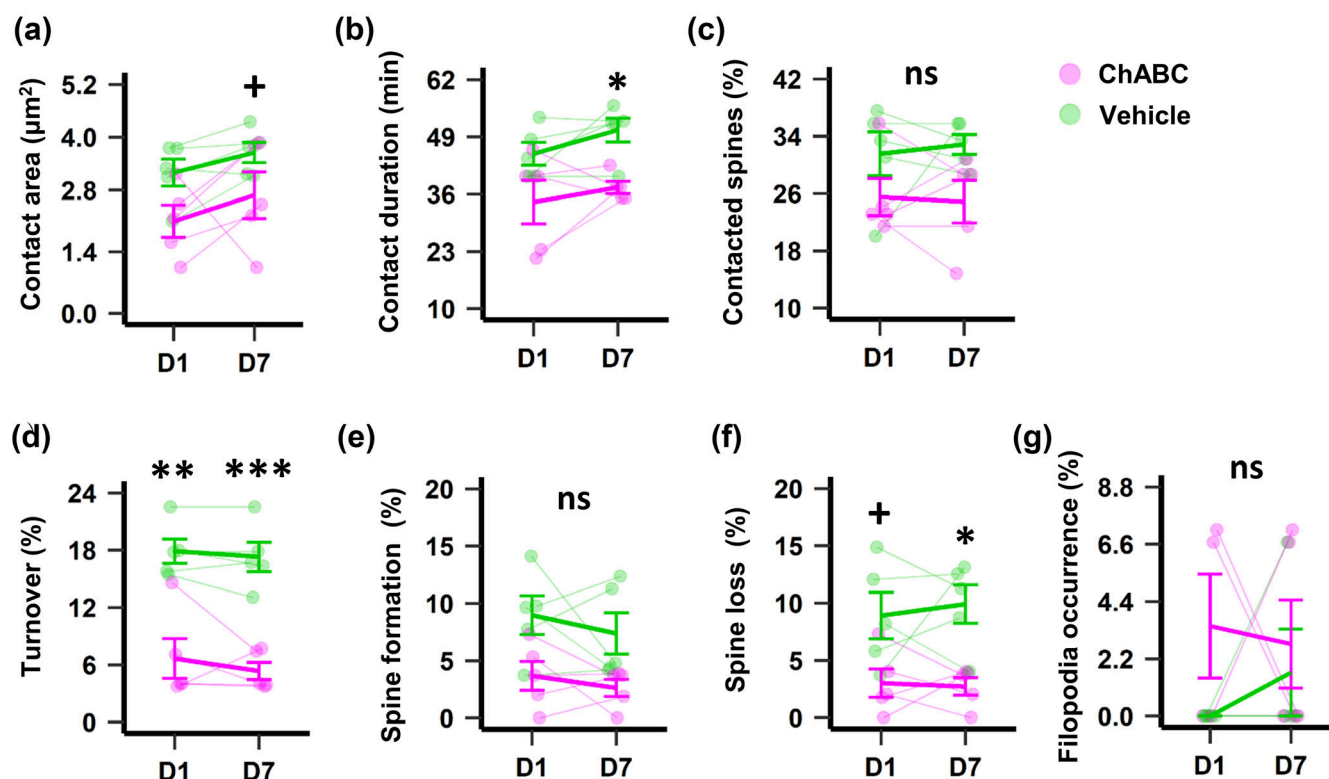 (a)
Contact area (µm²)
5.2
4.0
2.8
1.4
0.0
+
D1 D7
(b)
Contact duration (min)
62
49
36
23
10
*
D1 D7
(c)
Contacted spines (%)
42
34
26
18
10
ns
D1 D7
ChABC
Vehicle
(d)
Turnover (%)
24
18
12
6
0
** ***
D1 D7
(e)
Spine formation (%)
20
15
10
5
0
ns
D1 D7
(f)
Spine loss (%)
20
15
10
5
0
+
*
D1 D7
(g)
Filopodia occurrence (%)
8.8
6.6
4.4
2.2
0.0
ns
D1 D7